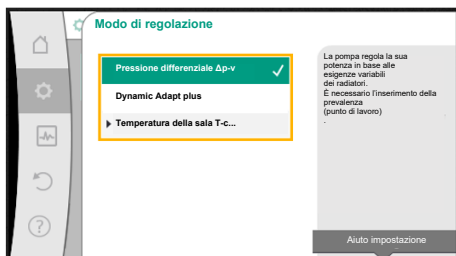 Modo di regolazione
Pressione differenziale Δp-v
Dynamic Adapt plus
Temperatura della sala T-c...
La pompa regola la sua
potenza in base alle
esigenze variabili
dei radiatori.
È necessario l'inserimento della
prevalenza
(punto di lavoro)
.
Aiuto impostazione
?